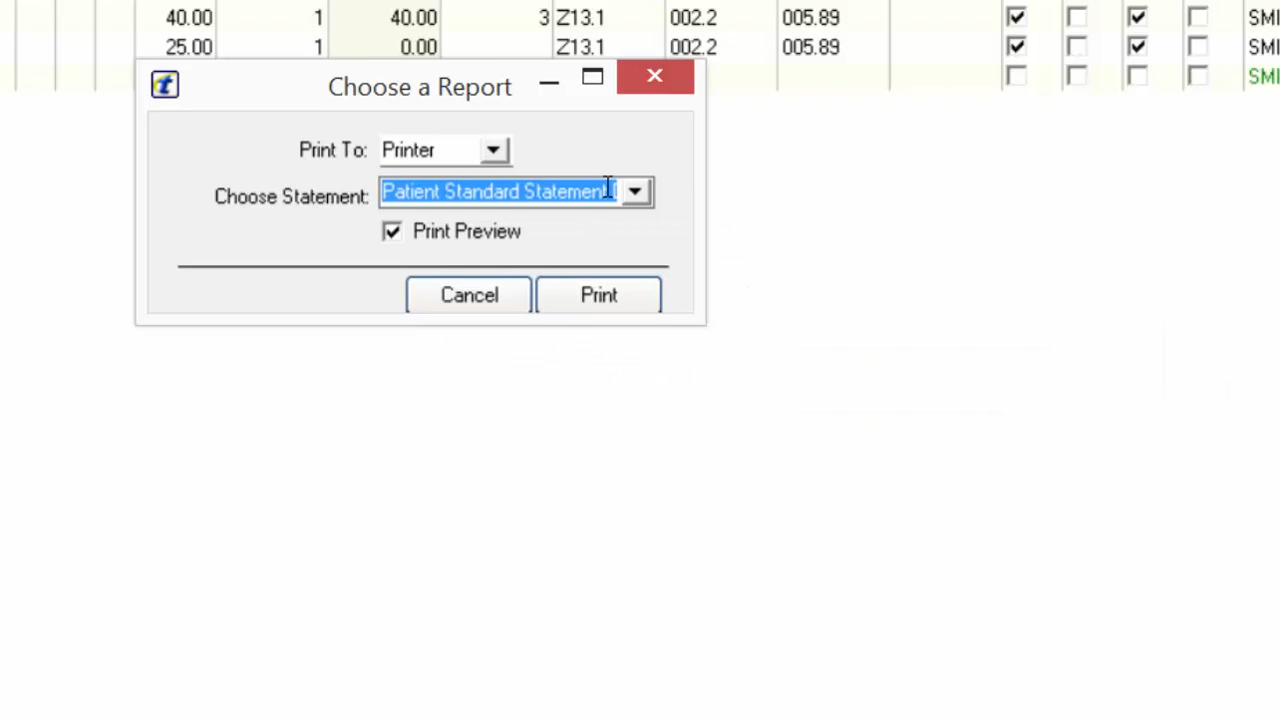 40.00 1 40.00 3 Z13.1 002.2 005.89 SMI
25.00 1 0.00 Z13.1 002.2 005.89 SMI
SMI
t Choose a Report
Print To: Printer
Choose Statement: Patient Standard Statement
Print Preview
Cancel Print